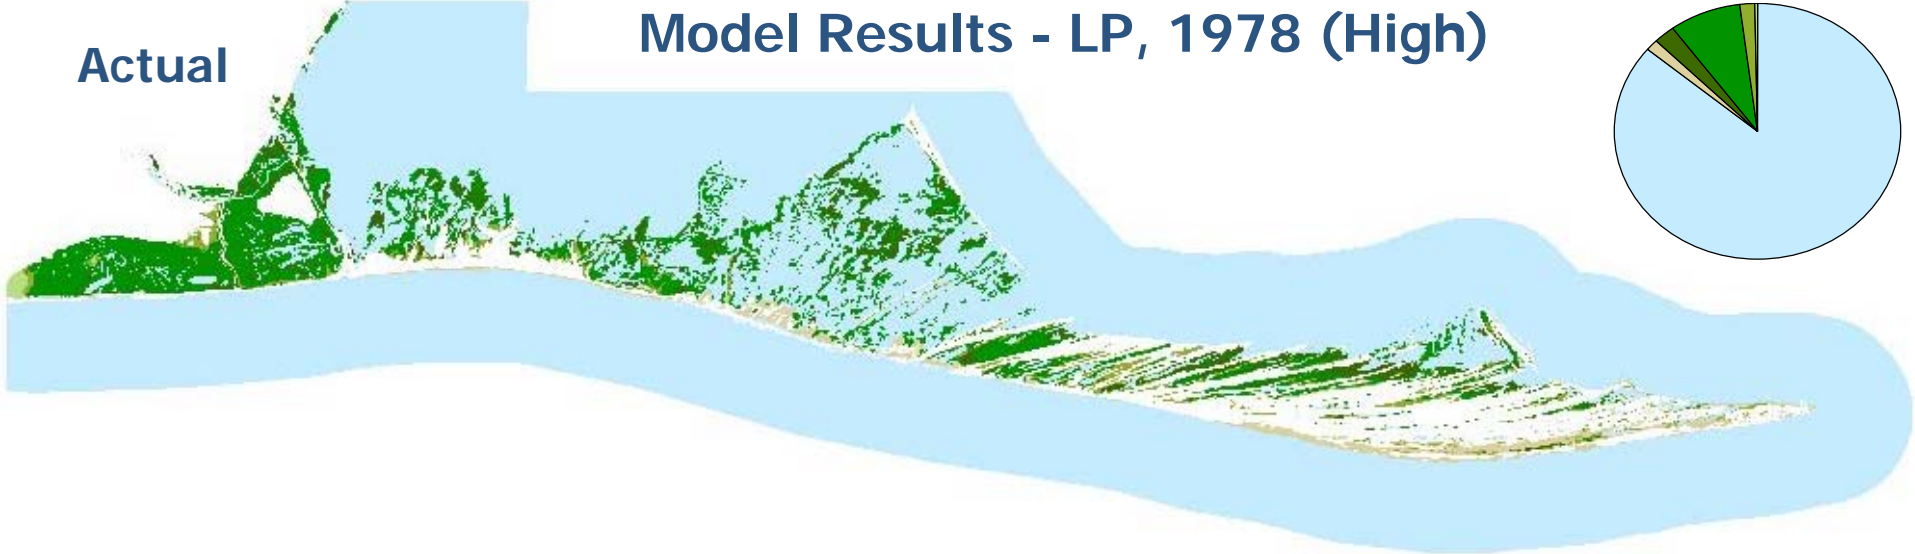 Model Results - LP, 1978 (High)
Actual